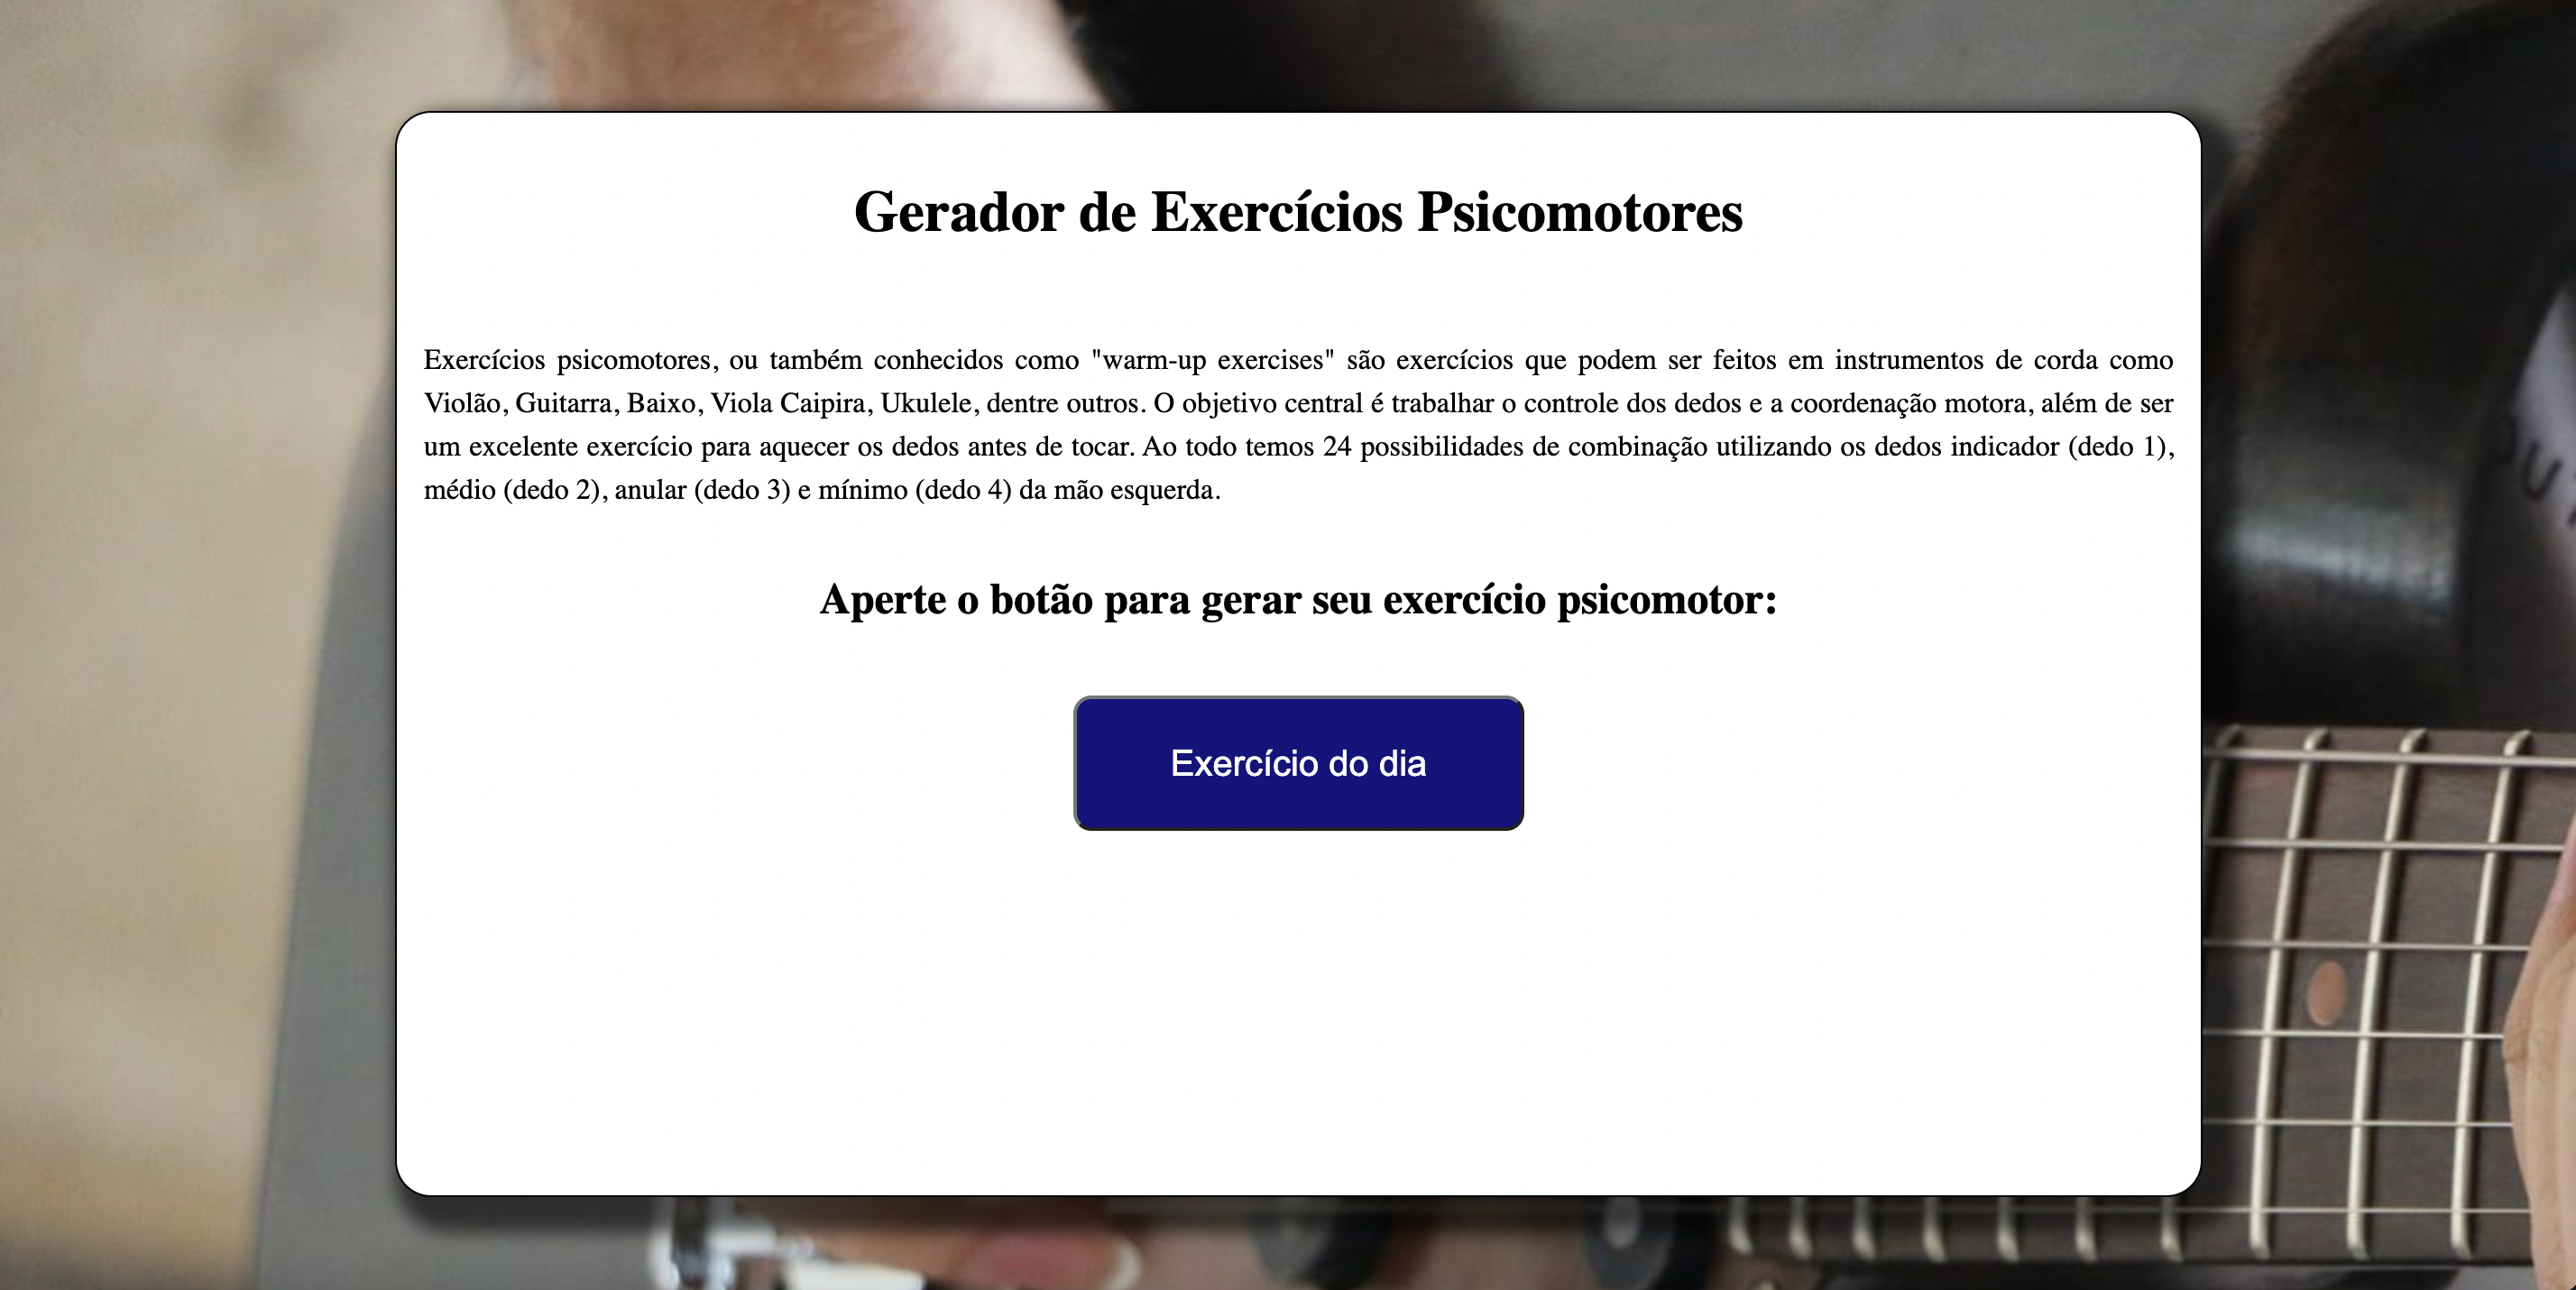 Gerador de Exercícios Psicomotores
Exercícios psicomotores, ou também conhecidos como "warm-up exercises" são exercícios que podem ser feitos em instrumentos de corda como
Violão, Guitarra, Baixo, Viola Caipira, Ukulele, dentre outros. O objetivo central é trabalhar o controle dos dedos e a coordenação motora, além de ser
um excelente exercício para aquecer os dedos antes de tocar. Ao todo temos 24 possibilidades de combinação utilizando os dedos indicador (dedo 1),
médio (dedo 2), anular (dedo 3) e mínimo (dedo 4) da mão esquerda.
Aperte o botão para gerar seu exercício psicomotor:
Exercício do dia